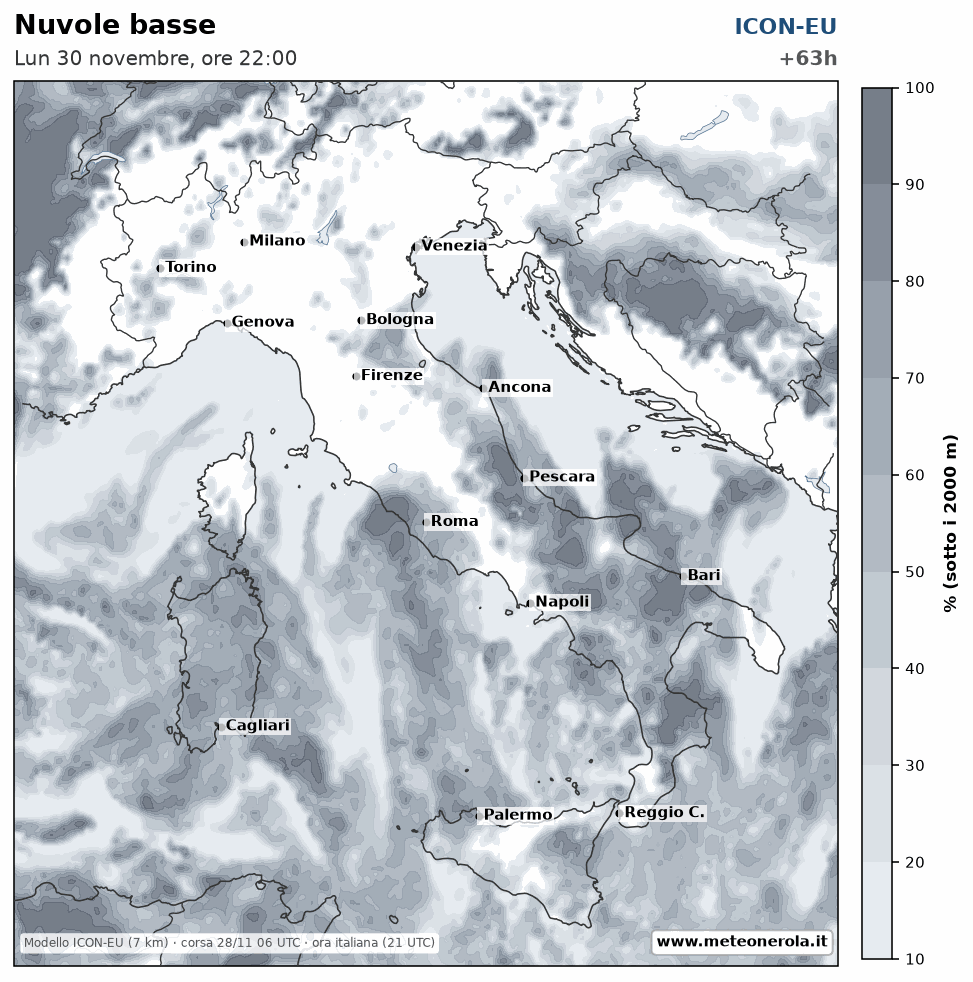 Nuvole basse
ICON-EU
Lun 30 novembre, ore 22:00
+63h
Milano
Venezia
Torino
Genova
Bologna
Firenze
Ancona
Pescara
Roma
Bari
Napoli
Cagliari
Palermo
Reggio C.
Modello ICON-EU (7 km) · corsa 28/11 06 UTC · ora italiana (21 UTC)
www.meteonerola.it
100
90
80
70
60
50
40
30
20
10
% (sotto i 2000 m)